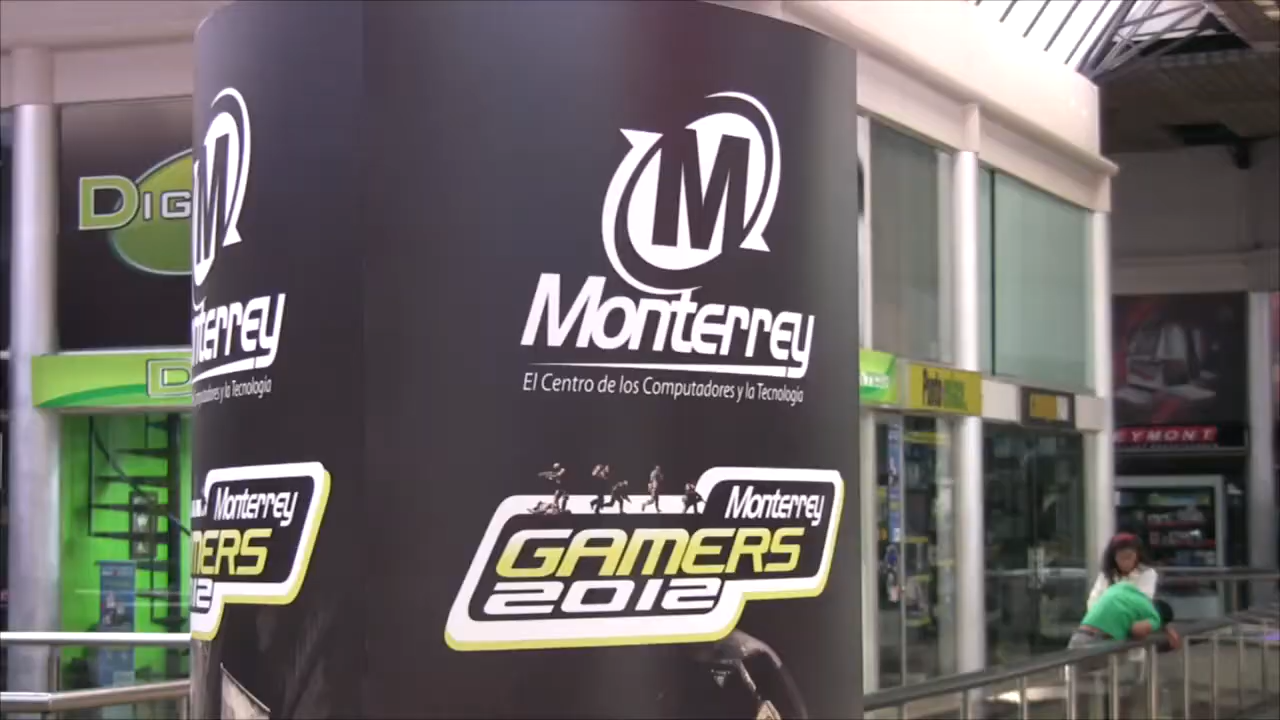 DIG
M
nterrey
putadores y la Tecnología
D
Monterrey
MERS
12
M
Monterrey
El Centro de los Computadores y la Tecnología
Monterrey
GAMERS
2012
EYMONT